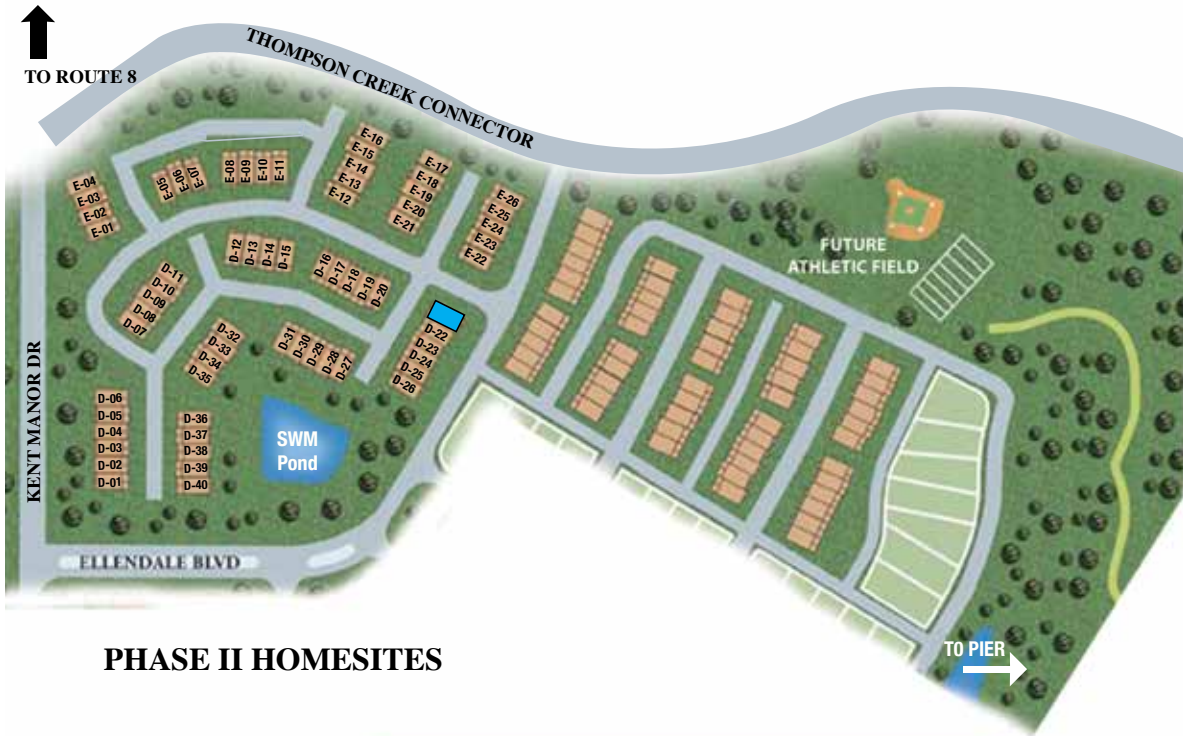 TO ROUTE 8
THOMPSON CREEK CONNECTOR
E-04
E-03
E-02
E-01
E-05
E-06
E-07
E-08
E-09
E-10
E-11
E-16
E-15
E-14
E-13
E-12
E-17
E-18
E-19
E-20
E-21
E-26
E-25
E-24
E-23
E-22
FUTURE
ATHLETIC FIELD
D-12
D-13
D-14
D-15
D-16
D-17
D-18
D-19
D-20
D-11
D-10
D-09
D-08
D-07
D-32
D-33
D-34
D-35
D-31
D-30
D-29
D-28
D-27
D-22
D-23
D-24
D-25
D-26
KENT MANOR DR
D-06
D-05
D-04
D-03
D-02
D-01
D-36
D-37
D-38
D-39
D-40
SWM
Pond
ELLENDALE BLVD
PHASE II HOMESITES
TO PIER